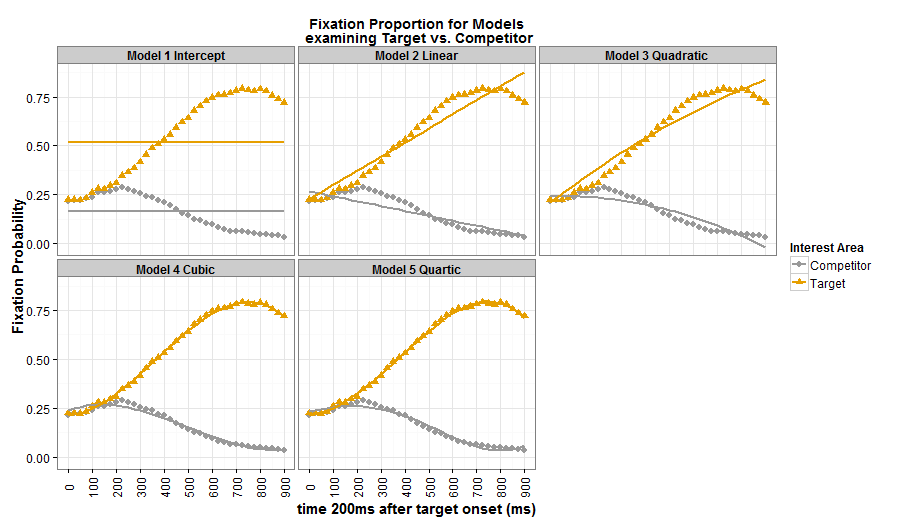 Fixation Proportion for Models
examining Target vs. Competitor
Model 1 Intercept
Model 2 Linear
Model 3 Quadratic
0.75
0.50
0.25
0.00
Model 4 Cubic
Model 5 Quartic
0.75
0.50
0.25
0.00
Fixation Probability
0 100 200 300 400 500 600 700 800 900
0 100 200 300 400 500 600 700 800 900
time 200ms after target onset (ms)
Interest Area
Competitor
Target